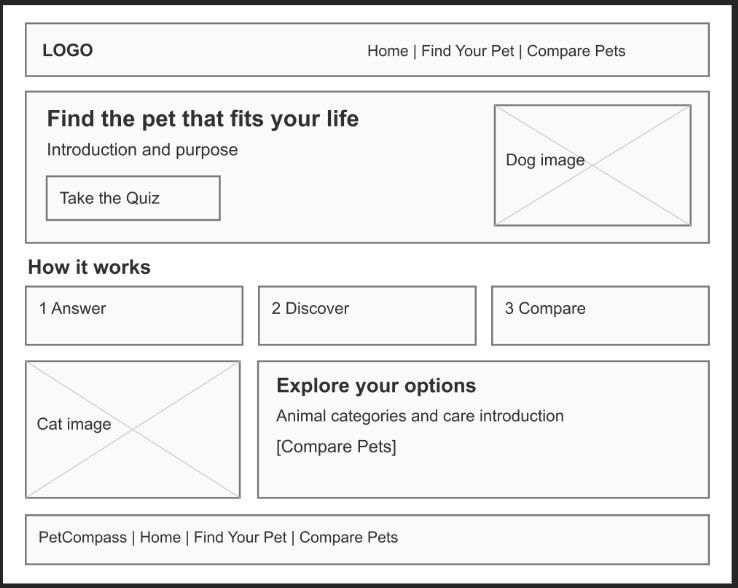 LOGO
Home | Find Your Pet | Compare Pets
Find the pet that fits your life
Introduction and purpose
Take the Quiz
Dog image
How it works
1 Answer
2 Discover
3 Compare
Cat image
Explore your options
Animal categories and care introduction
[Compare Pets]
PetCompass | Home | Find Your Pet | Compare Pets